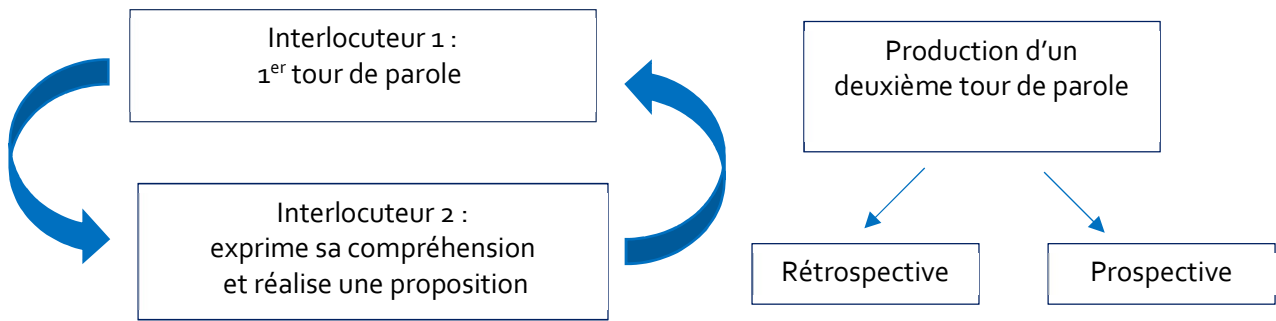 Interlocuteur 1 :
1er tour de parole
Interlocuteur 2 :
exprime sa compréhension
et réalise une proposition
Production d’un
deuxième tour de parole
Rétrospective
Prospective